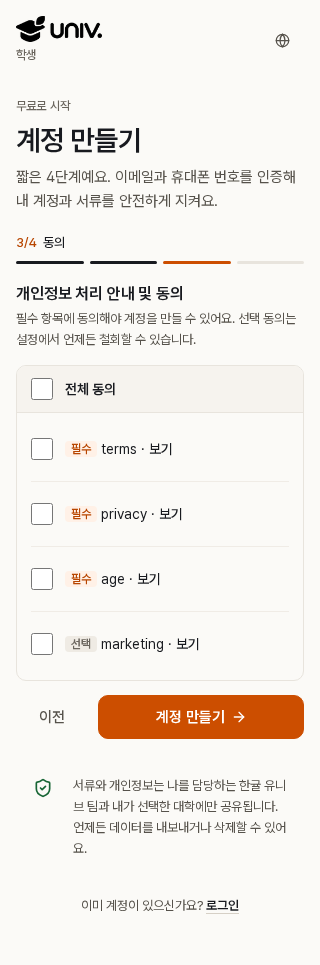 UNIV.
학생
무료로 시작
계정 만들기
짧은 4단계예요. 이메일과 휴대폰 번호를 인증해
내 계정과 서류를 안전하게 지켜요.
3/4 동의
개인정보 처리 안내 및 동의
필수 항목에 동의해야 계정을 만들 수 있어요. 선택 동의는
설정에서 언제든 철회할 수 있습니다.
전체 동의
필수 terms · 보기
필수 privacy · 보기
필수 age · 보기
선택 marketing · 보기
이전 계정 만들기 →
서류와 개인정보는 나를 담당하는 한글 유니
브 팀과 내가 선택한 대학에만 공유됩니다.
언제든 데이터를 내보내거나 삭제할 수 있어
요.
이미 계정이 있으신가요? 로그인